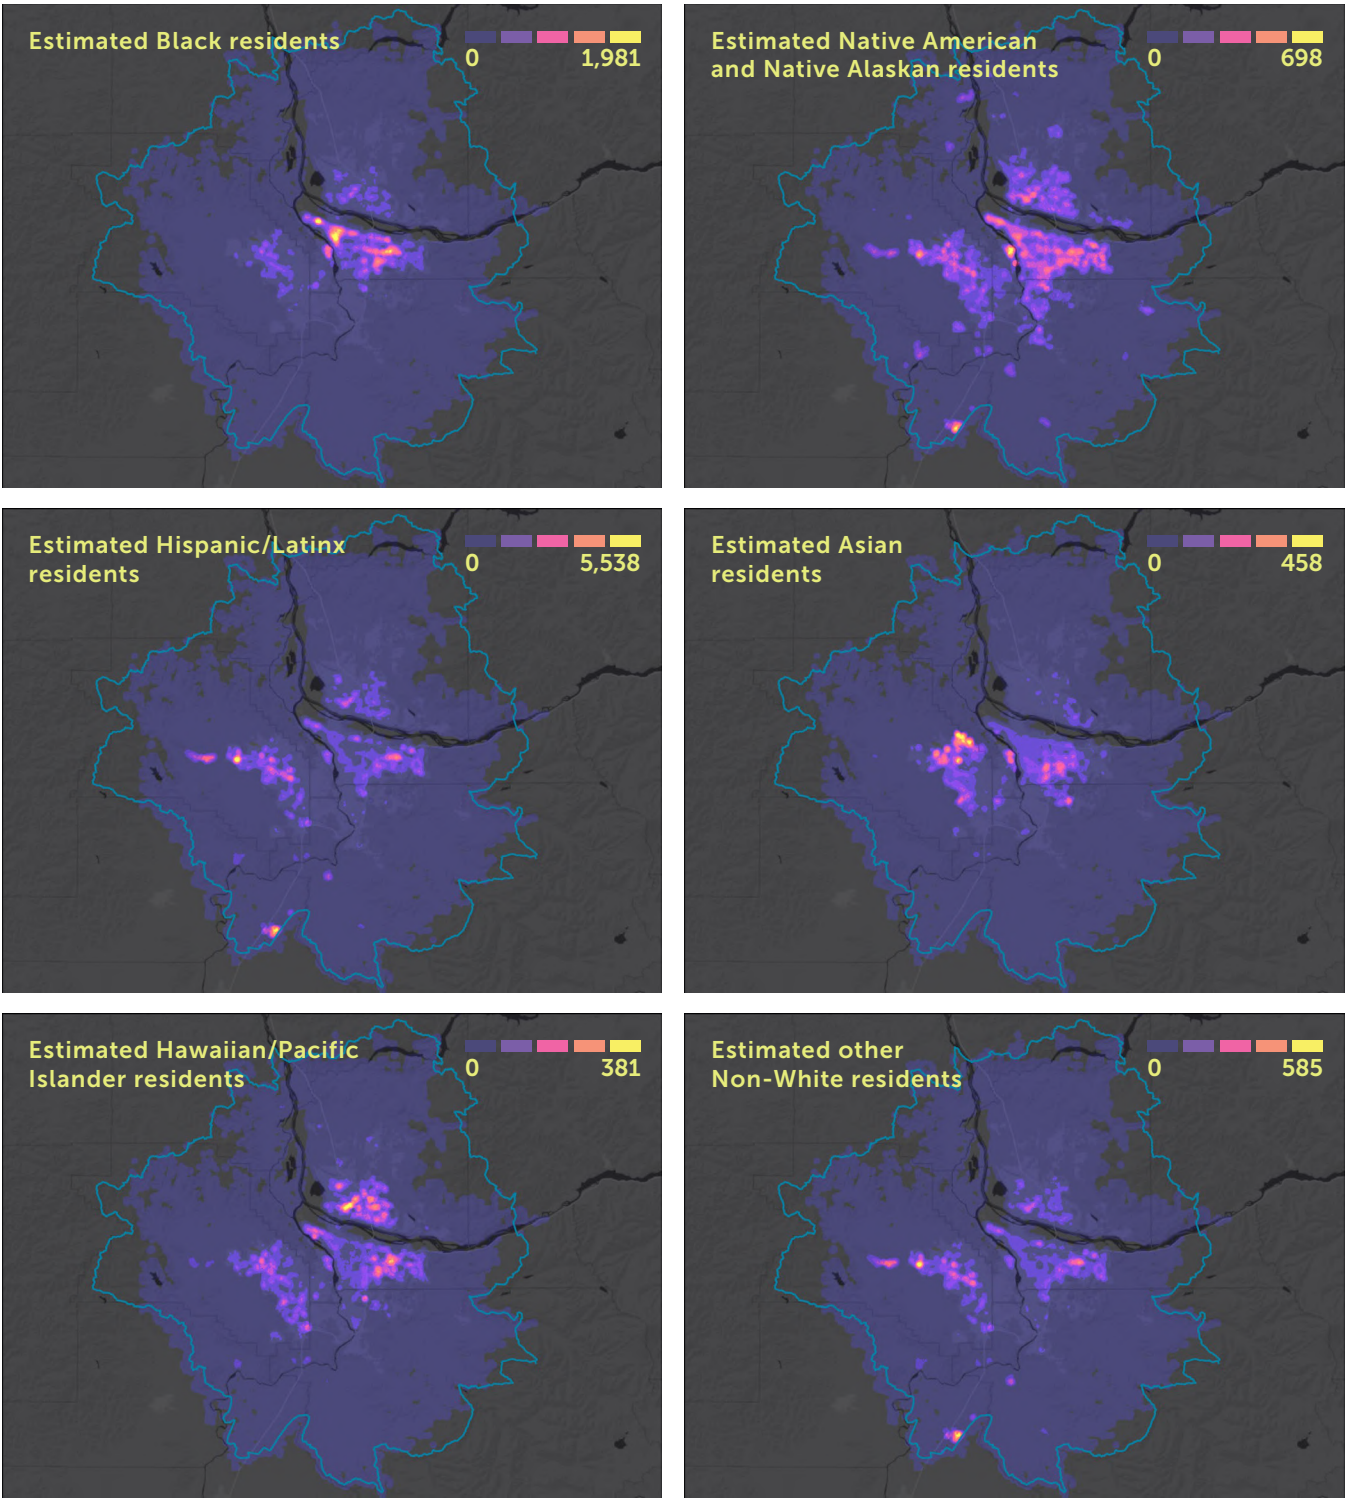 Estimated Black residents
0 1,981
Estimated Native American
and Native Alaskan residents
0 698
Estimated Hispanic/Latinx
residents
0 5,538
Estimated Asian
residents
0 458
Estimated Hawaiian/Pacific
Islander residents
0 381
Estimated other
Non-White residents
0 585